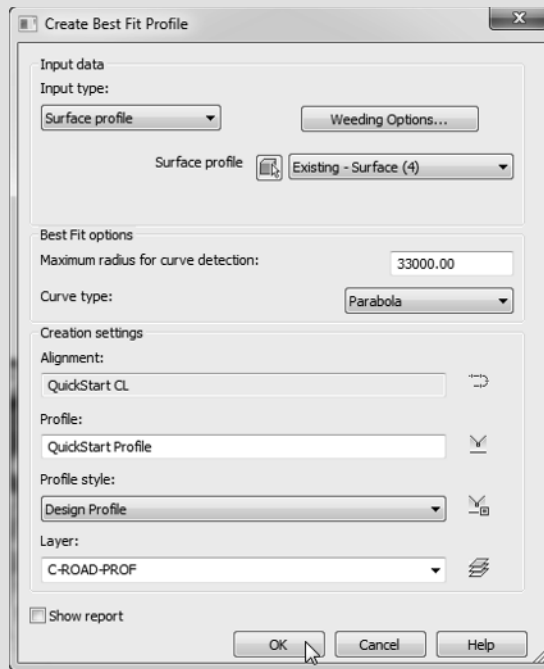 Create Best Fit Profile
Input data
Input type:
Surface profile
Weeding Options...
Surface profile
Existing - Surface (4)
Best Fit options
Maximum radius for curve detection:
33000.00
Curve type:
Parabola
Creation settings
Alignment:
QuickStart CL
Profile:
QuickStart Profile
Profile style:
Design Profile
Layer:
C-ROAD-PROF
Show report
OK
Cancel
Help